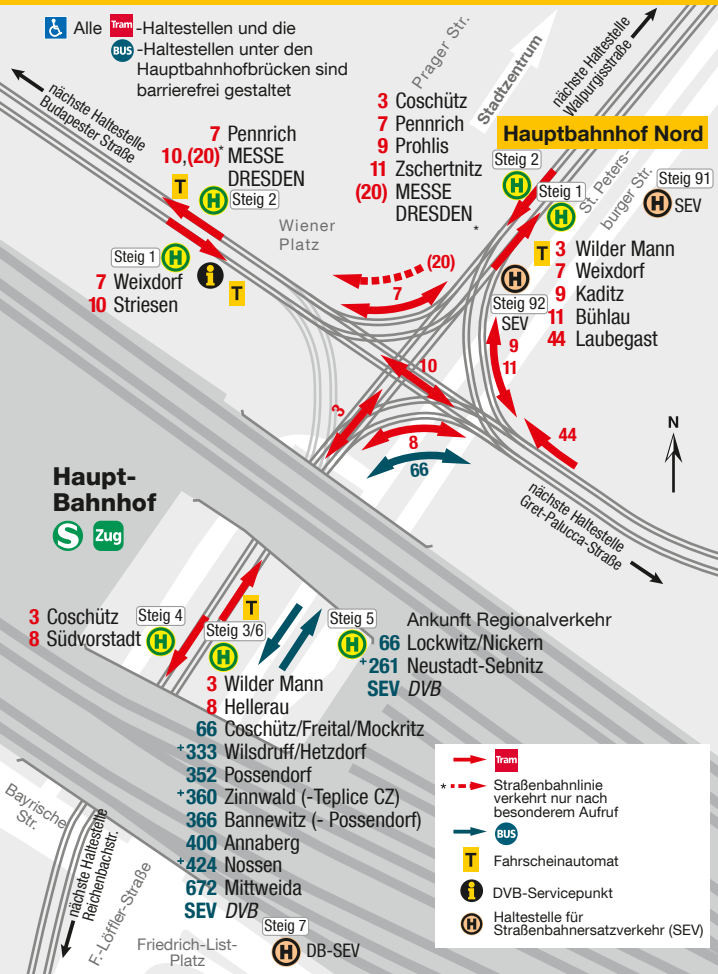 Alle Tram -Haltestellen und die
BUS -Haltestellen unter den
Hauptbahnhofbrücken sind
barrierefrei gestaltet
nächste Haltestelle
Budapester Straße
7 Pennrich
10,(20)* MESSE
DRESDEN
T
H Steig 2
Steig 1 H
7 Weixdorf
10 Striesen
i
T
Wiener
Platz
Prager Str.
Stadtzentrum
3 Coschütz
7 Pennrich
9 Prohlis
11 Zschertnitz
(20) MESSE
DRESDEN
*
nächste Haltestelle
Walpurgisstraße
Hauptbahnhof Nord
Steig 2
H
Steig 1
H
St. Peters-
burger Str.
Steig 91
H SEV
T
H
Steig 92
SEV
3 Wilder Mann
7 Weixdorf
9 Kaditz
11 Bühlau
44 Laubegast
(20)
7
10
9
11
3
8
66
44
N
nächste Haltestelle
Gret-Palucca-Straße
Haupt-
Bahnhof
S Zug
3 Coschütz
8 Südvorstadt
Steig 4
H
T
Steig 3/6
H
3 Wilder Mann
8 Hellerau
66 Coschütz/Freital/Mockritz
+333 Wilsdruff/Hetzdorf
352 Possendorf
+360 Zinnwald (-Teplice CZ)
366 Bannewitz (- Possendorf)
400 Annaberg
+424 Nossen
672 Mittweida
SEV DVB
Steig 5
H
Ankunft Regionalverkehr
66 Lockwitz/Nickern
+261 Neustadt-Sebnitz
SEV DVB
Bayrische
Str.
nächste Haltestelle
Reichenbachstr.
F.-Löffler-Straße
Friedrich-List-
Platz
Steig 7
H DB-SEV
Tram
* Straßenbahnlinie
verkehrt nur nach
besonderem Aufruf
BUS
T Fahrscheinautomat
i DVB-Servicepunkt
H Haltestelle für
Straßenbahnersatzverkehr (SEV)